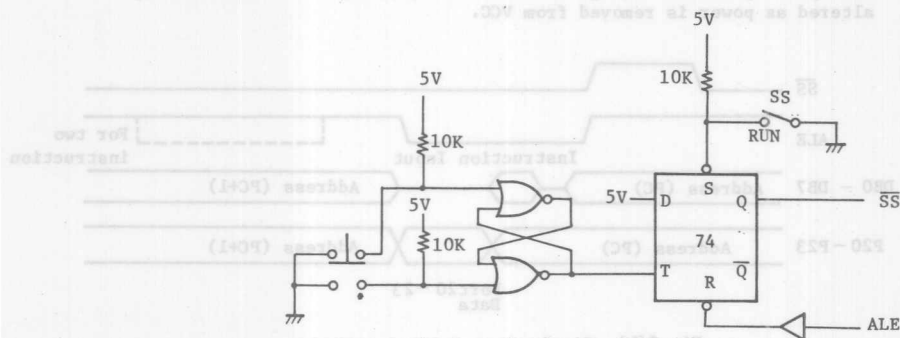 altered as power is removed from VCC.
5V
10K
SS
RUN
5V
10K
5V
10K
5V
D
S
Q
S̅S̅
74
T
R
Q̅
ALE
S̅S̅
ALE
For two
instruction
Instruction Input
DB0 - DB7
Address (PC)
Address (PC+1)
P20-P23
Address (PC)
Address (PC+1)
Data